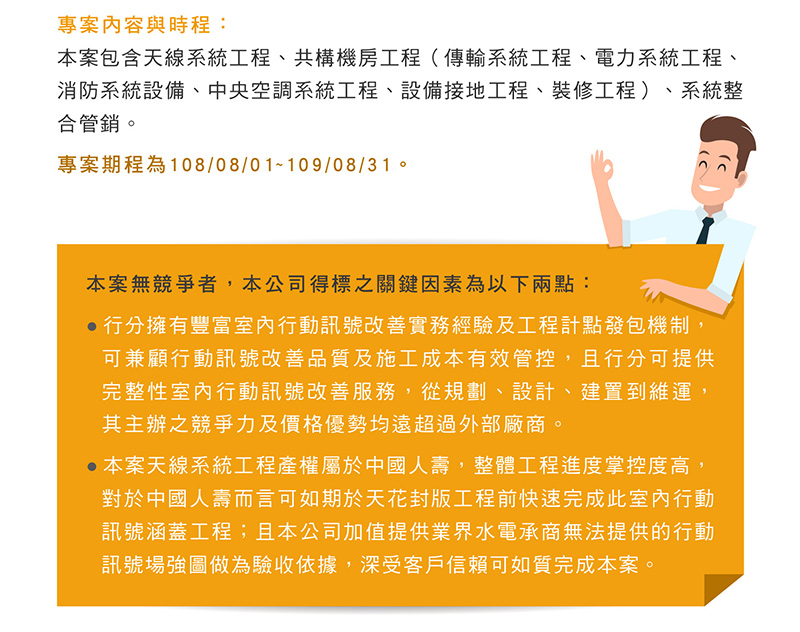 專案內容與時程：
本案包含天線系統工程、共構機房工程（傳輸系統工程、電力系統工程、
消防系統設備、中央空調系統工程、設備接地工程、裝修工程）、系統整
合管銷。
專案期程為108/08/01~109/08/31。
本案無競爭者，本公司得標之關鍵因素為以下兩點：
●行分擁有豐富室內行動訊號改善實務經驗及工程計點發包機制，
可兼顧行動訊號改善品質及施工成本有效管控，且行分可提供
完整性室內行動訊號改善服務，從規劃、設計、建置到維運，
其主辦之競爭力及價格優勢均遠超過外部廠商。
●本案天線系統工程產權屬於中國人壽，整體工程進度掌控度高，
對於中國人壽而言可如期於天花封版工程前快速完成此室內行動
訊號涵蓋工程；且本公司加值提供業界水電承商無法提供的行動
訊號場強圖做為驗收依據，深受客戶信賴可如質完成本案。